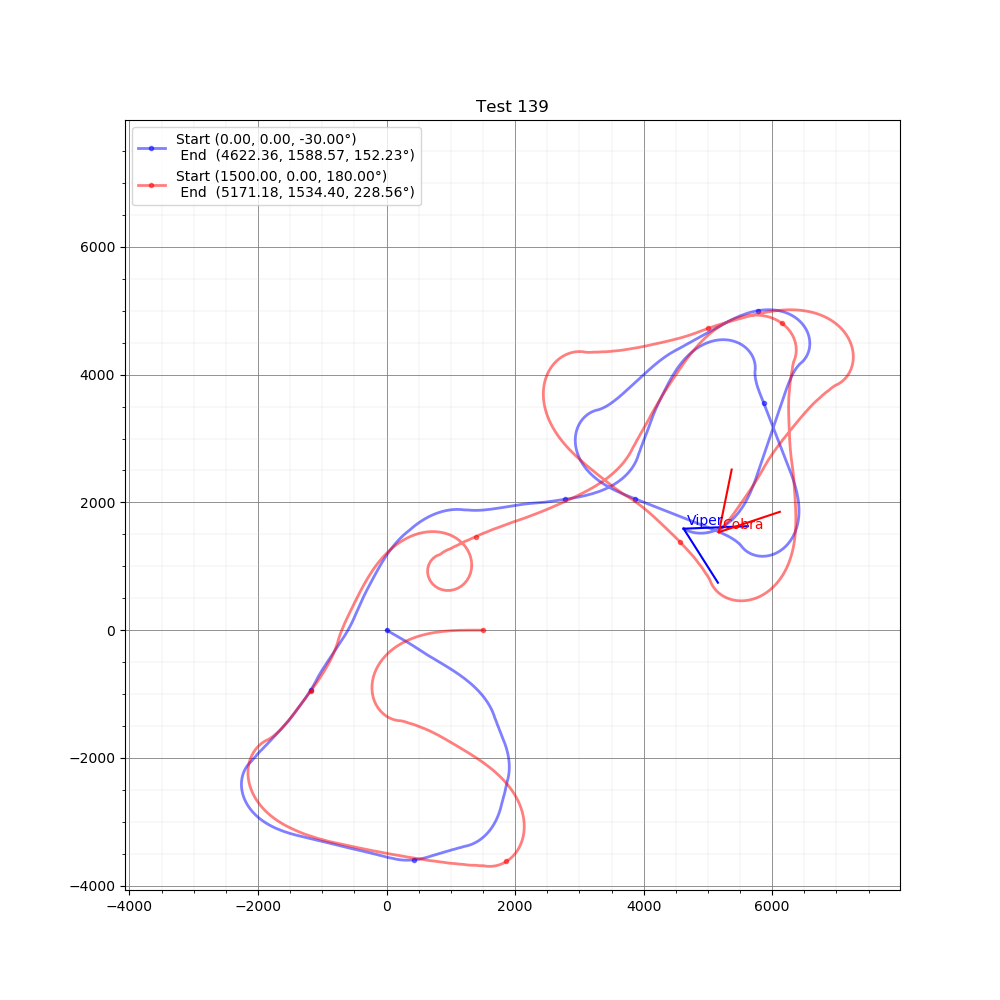 Test 139
Start (0.00, 0.00, -30.00°)
End (4622.36, 1588.57, 152.23°)
Start (1500.00, 0.00, 180.00°)
End (5171.18, 1534.40, 228.56°)
6000
4000
2000
0
−2000
−4000
Viper
Cobra
−4000
−2000
0
2000
4000
6000